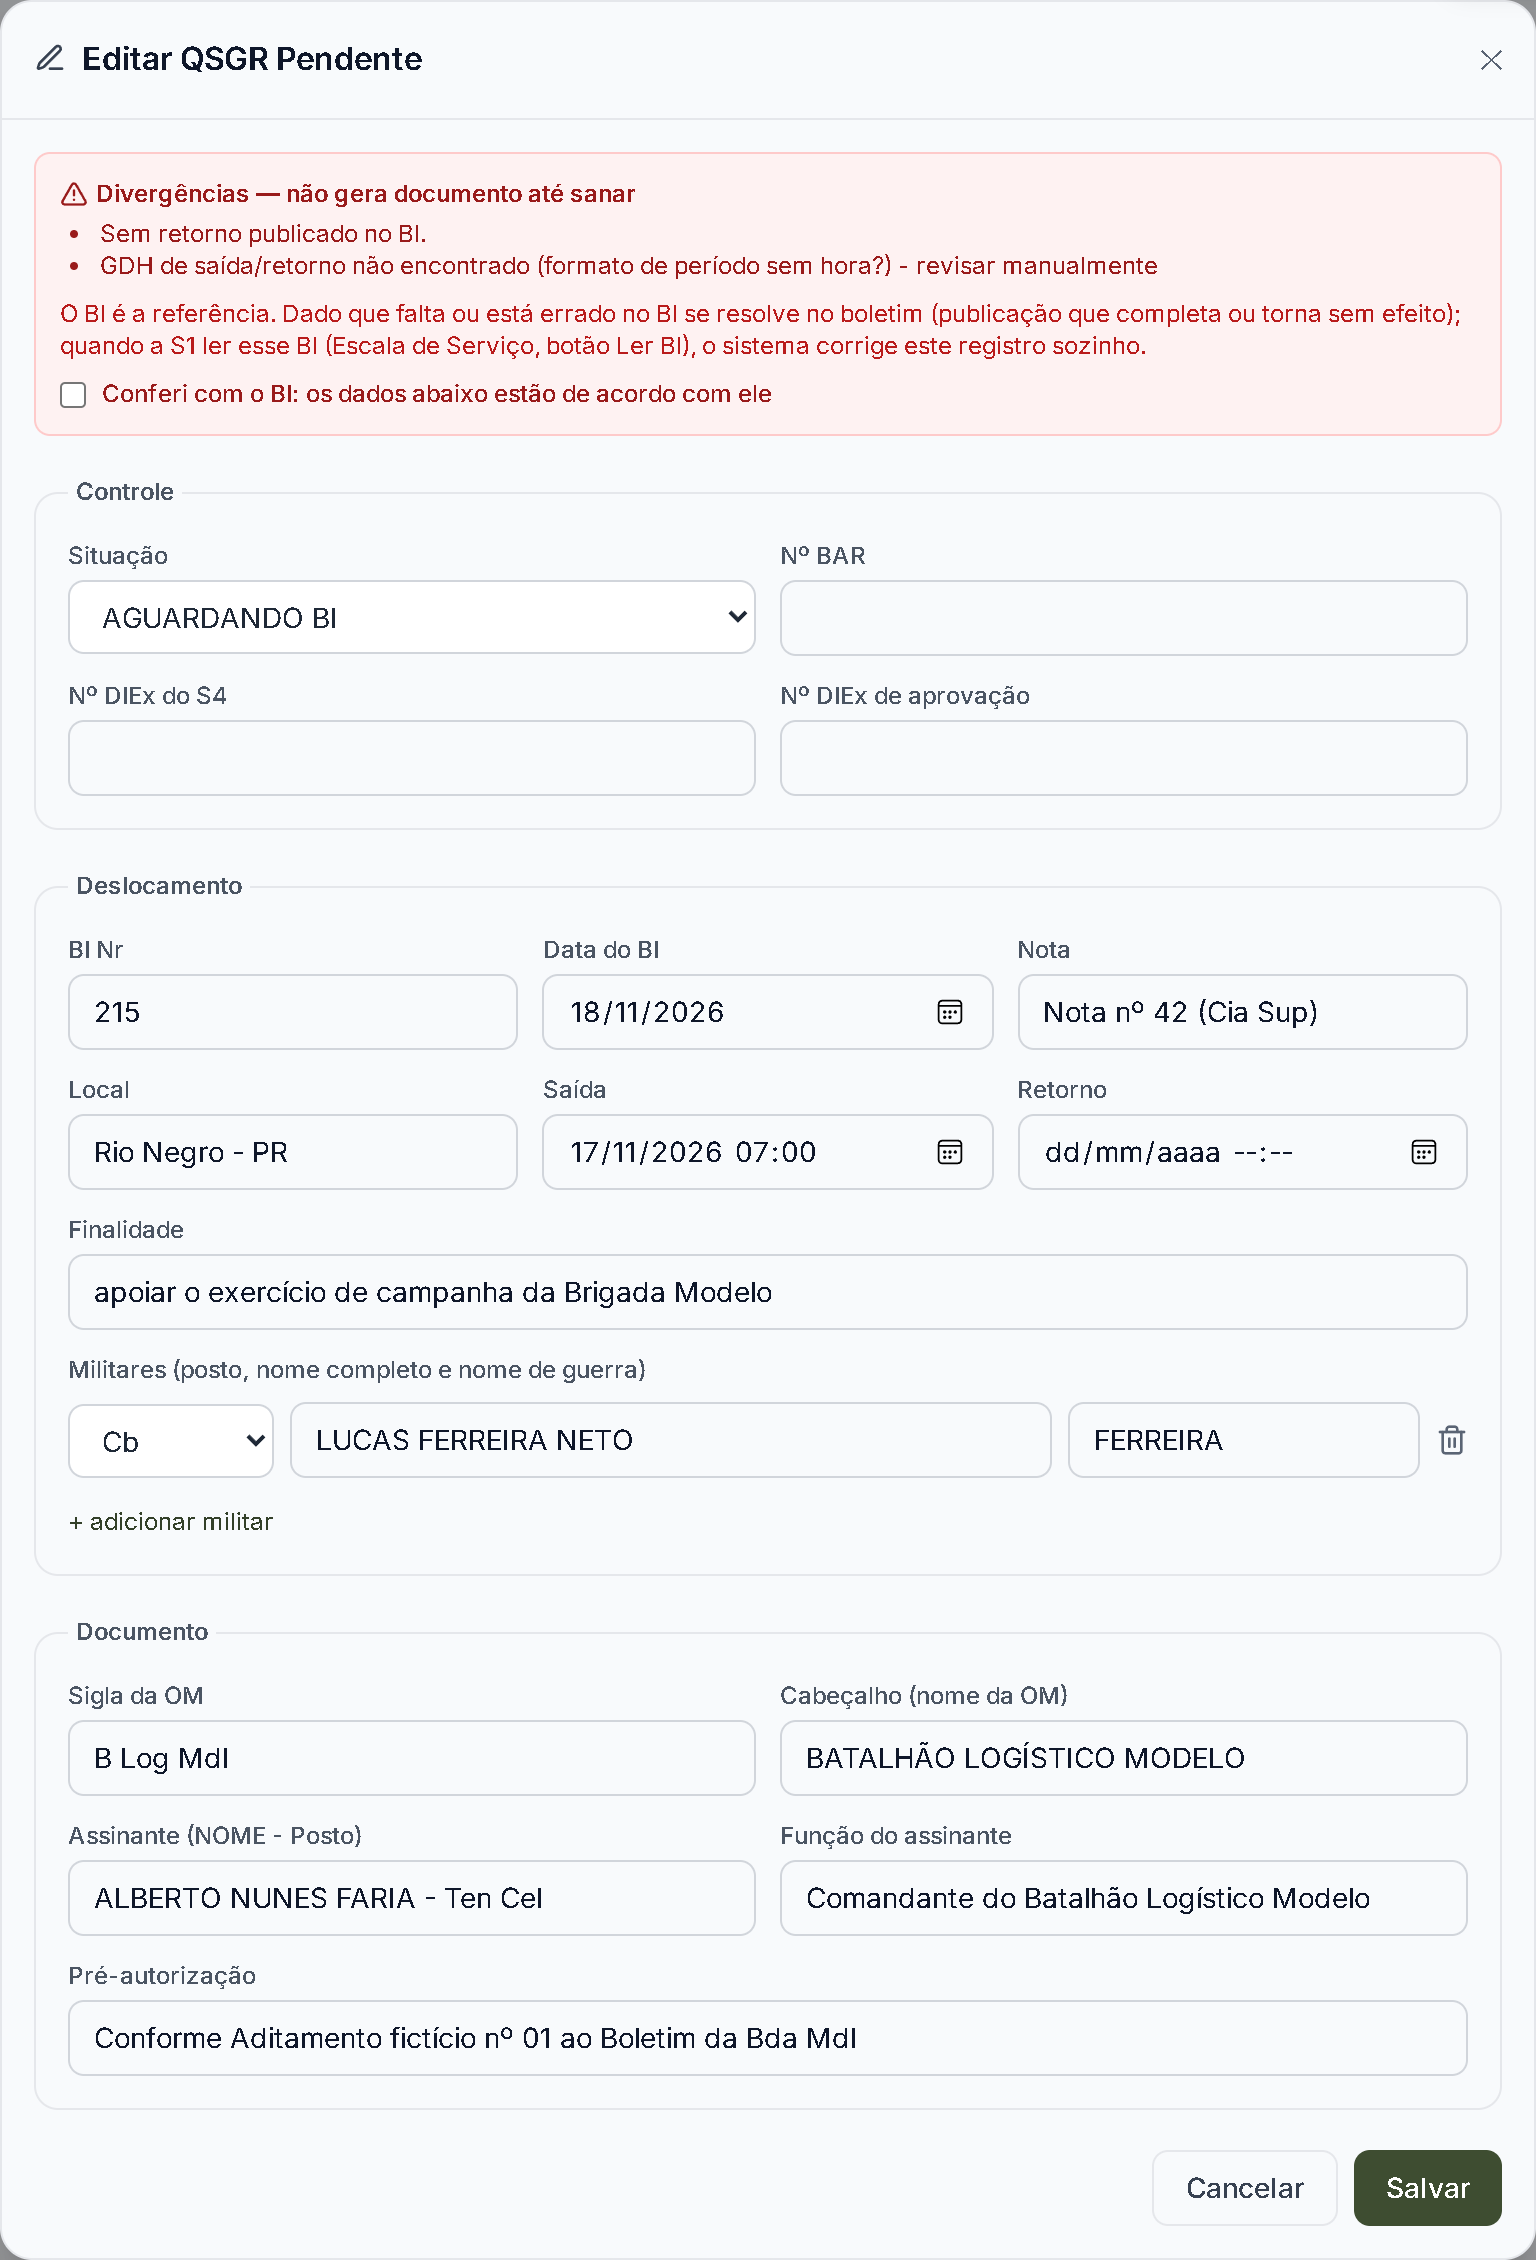 Editar QSGR Pendente
Divergências — não gera documento até sanar
• Sem retorno publicado no BI.
• GDH de saída/retorno não encontrado (formato de período sem hora?) - revisar manualmente
O BI é a referência. Dado que falta ou está errado no BI se resolve no boletim (publicação que completa ou torna sem efeito);
quando a S1 ler esse BI (Escala de Serviço, botão Ler BI), o sistema corrige este registro sozinho.
Conferi com o BI: os dados abaixo estão de acordo com ele
Controle
Situação
AGUARDANDO BI
Nº BAR
Nº DIEx do S4
Nº DIEx de aprovação
Deslocamento
BI Nr
215
Data do BI
18/11/2026
Nota
Nota nº 42 (Cia Sup)
Local
Rio Negro - PR
Saída
17/11/2026 07:00
Retorno
dd/mm/aaaa --:--
Finalidade
apoiar o exercício de campanha da Brigada Modelo
Militares (posto, nome completo e nome de guerra)
Cb
LUCAS FERREIRA NETO
FERREIRA
+ adicionar militar
Documento
Sigla da OM
B Log Mdl
Cabeçalho (nome da OM)
BATALHÃO LOGÍSTICO MODELO
Assinante (NOME - Posto)
ALBERTO NUNES FARIA - Ten Cel
Função do assinante
Comandante do Batalhão Logístico Modelo
Pré-autorização
Conforme Aditamento fictício nº 01 ao Boletim da Bda Mdl
Cancelar
Salvar